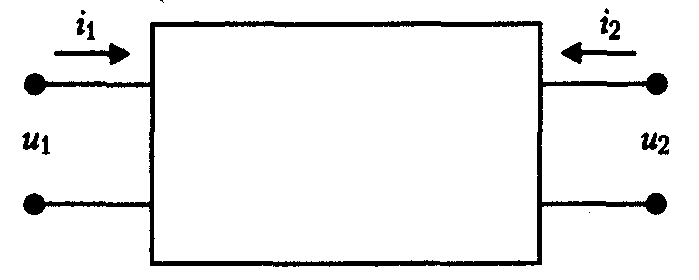 i₁ i₂
u₁ u₂